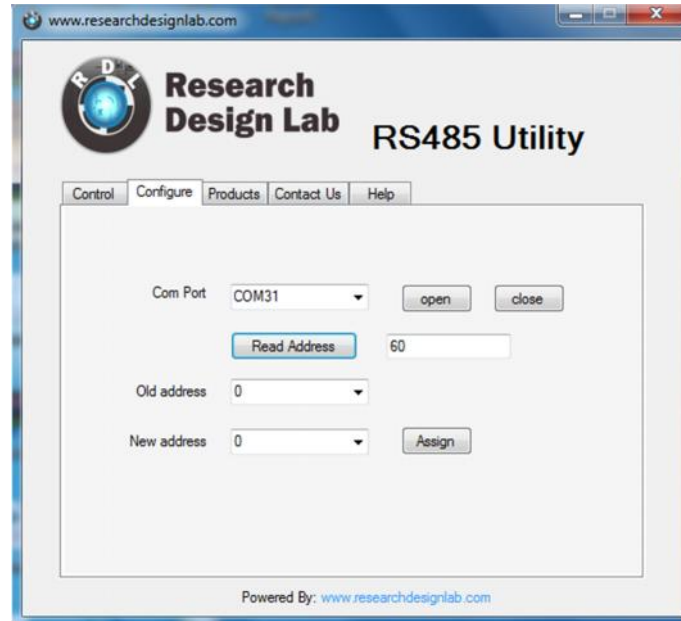 www.researchdesignlab.com
RDL
Research
Design Lab
RS485 Utility
Control Configure Products Contact Us Help
Com Port COM31 open close
Read Address 60
Old address 0
New address 0 Assign
Powered By: www.researchdesignlab.com